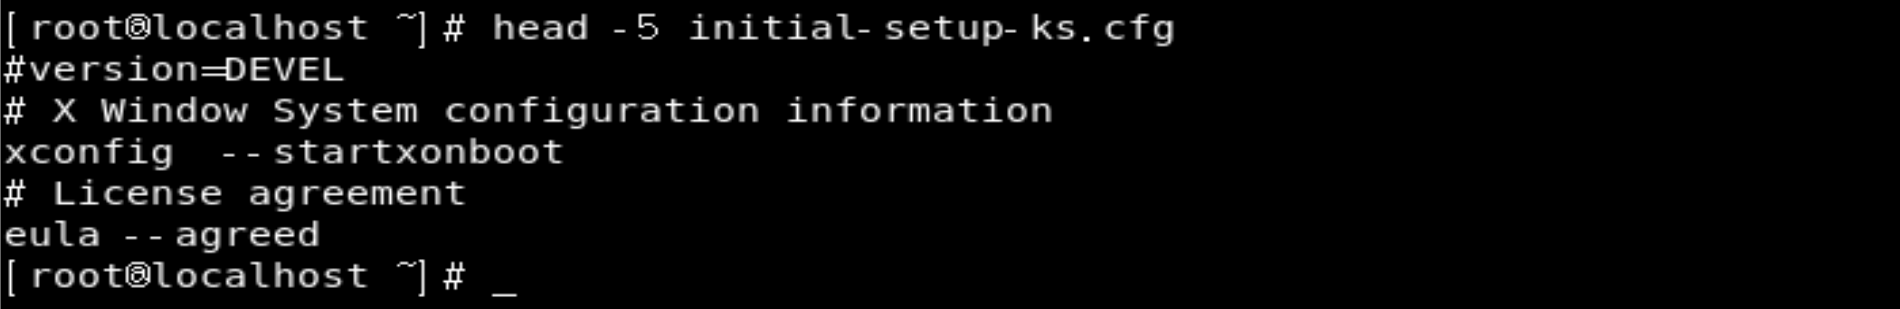 [root@localhost ~]# head -5 initial-setup-ks.cfg
#version=DEVEL
# X Window System configuration information
xconfig  --startxonboot
# License agreement
eula --agreed
[root@localhost ~]# _